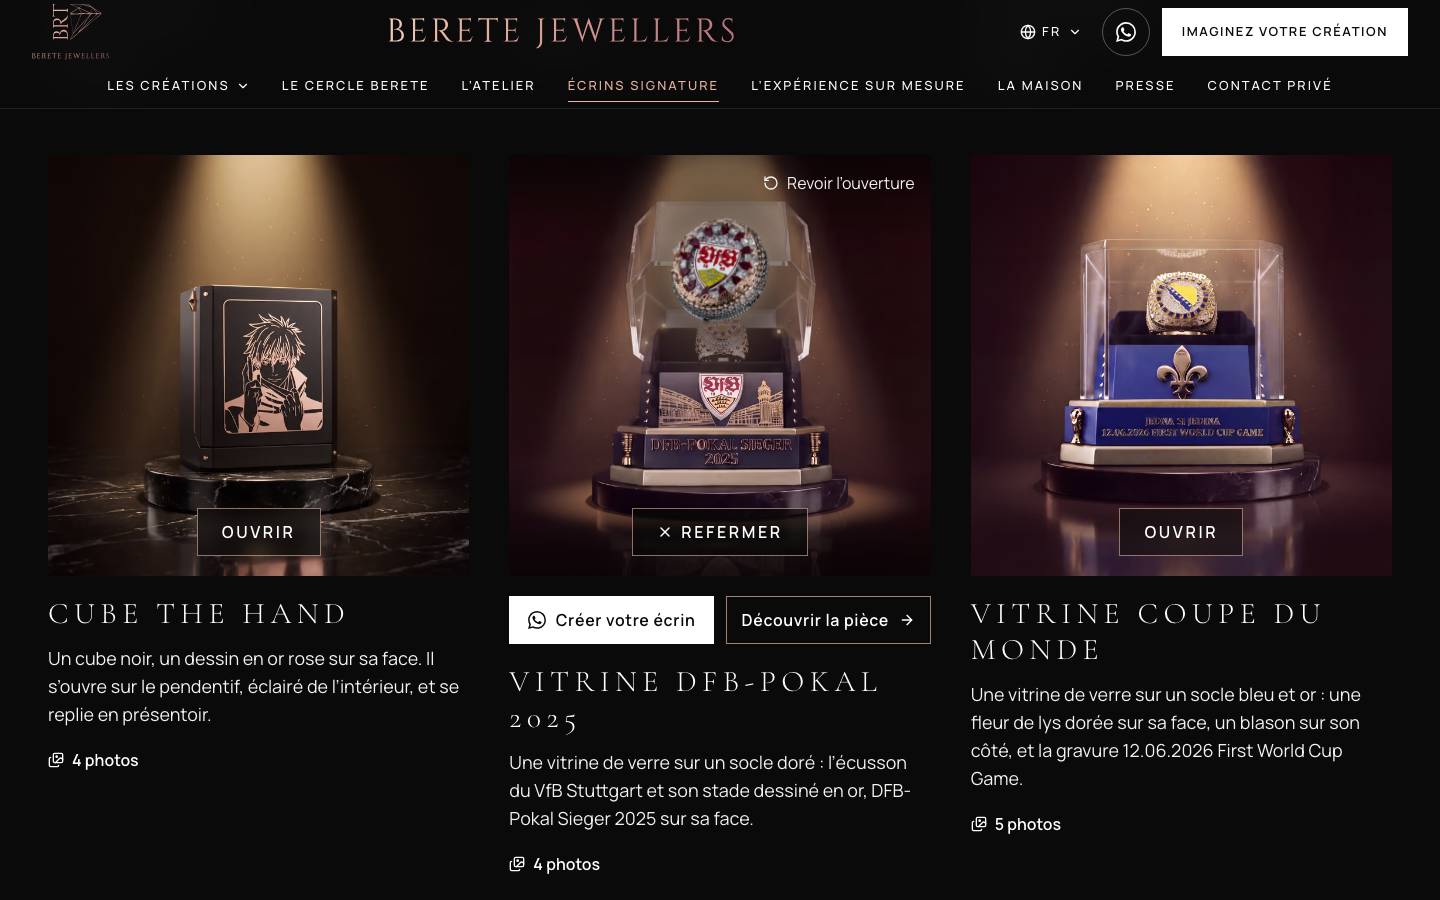 BRT
BERETE JEWELLERS
BERETE JEWELLERS
FR
IMAGINEZ VOTRE CRÉATION
LES CRÉATIONS
LE CERCLE BERETE
L'ATELIER
ÉCRINS SIGNATURE
L'EXPÉRIENCE SUR MESURE
LA MAISON
PRESSE
CONTACT PRIVÉ
OUVRIR
CUBE THE HAND
Un cube noir, un dessin en or rose sur sa face. Il
s'ouvre sur le pendentif, éclairé de l'intérieur, et se
replie en présentoir.
4 photos
Revoir l'ouverture
VfB
VfB
DFB-POKAL SIEGER
2025
REFERMER
Créer votre écrin
Découvrir la pièce
VITRINE DFB-POKAL
2025
Une vitrine de verre sur un socle doré : l'écusson
du VfB Stuttgart et son stade dessiné en or, DFB-
Pokal Sieger 2025 sur sa face.
4 photos
JEDNA SI JEDINA
12.06.2026 FIRST WORLD CUP GAME
OUVRIR
VITRINE COUPE DU
MONDE
Une vitrine de verre sur un socle bleu et or : une
fleur de lys dorée sur sa face, un blason sur son
côté, et la gravure 12.06.2026 First World Cup
Game.
5 photos